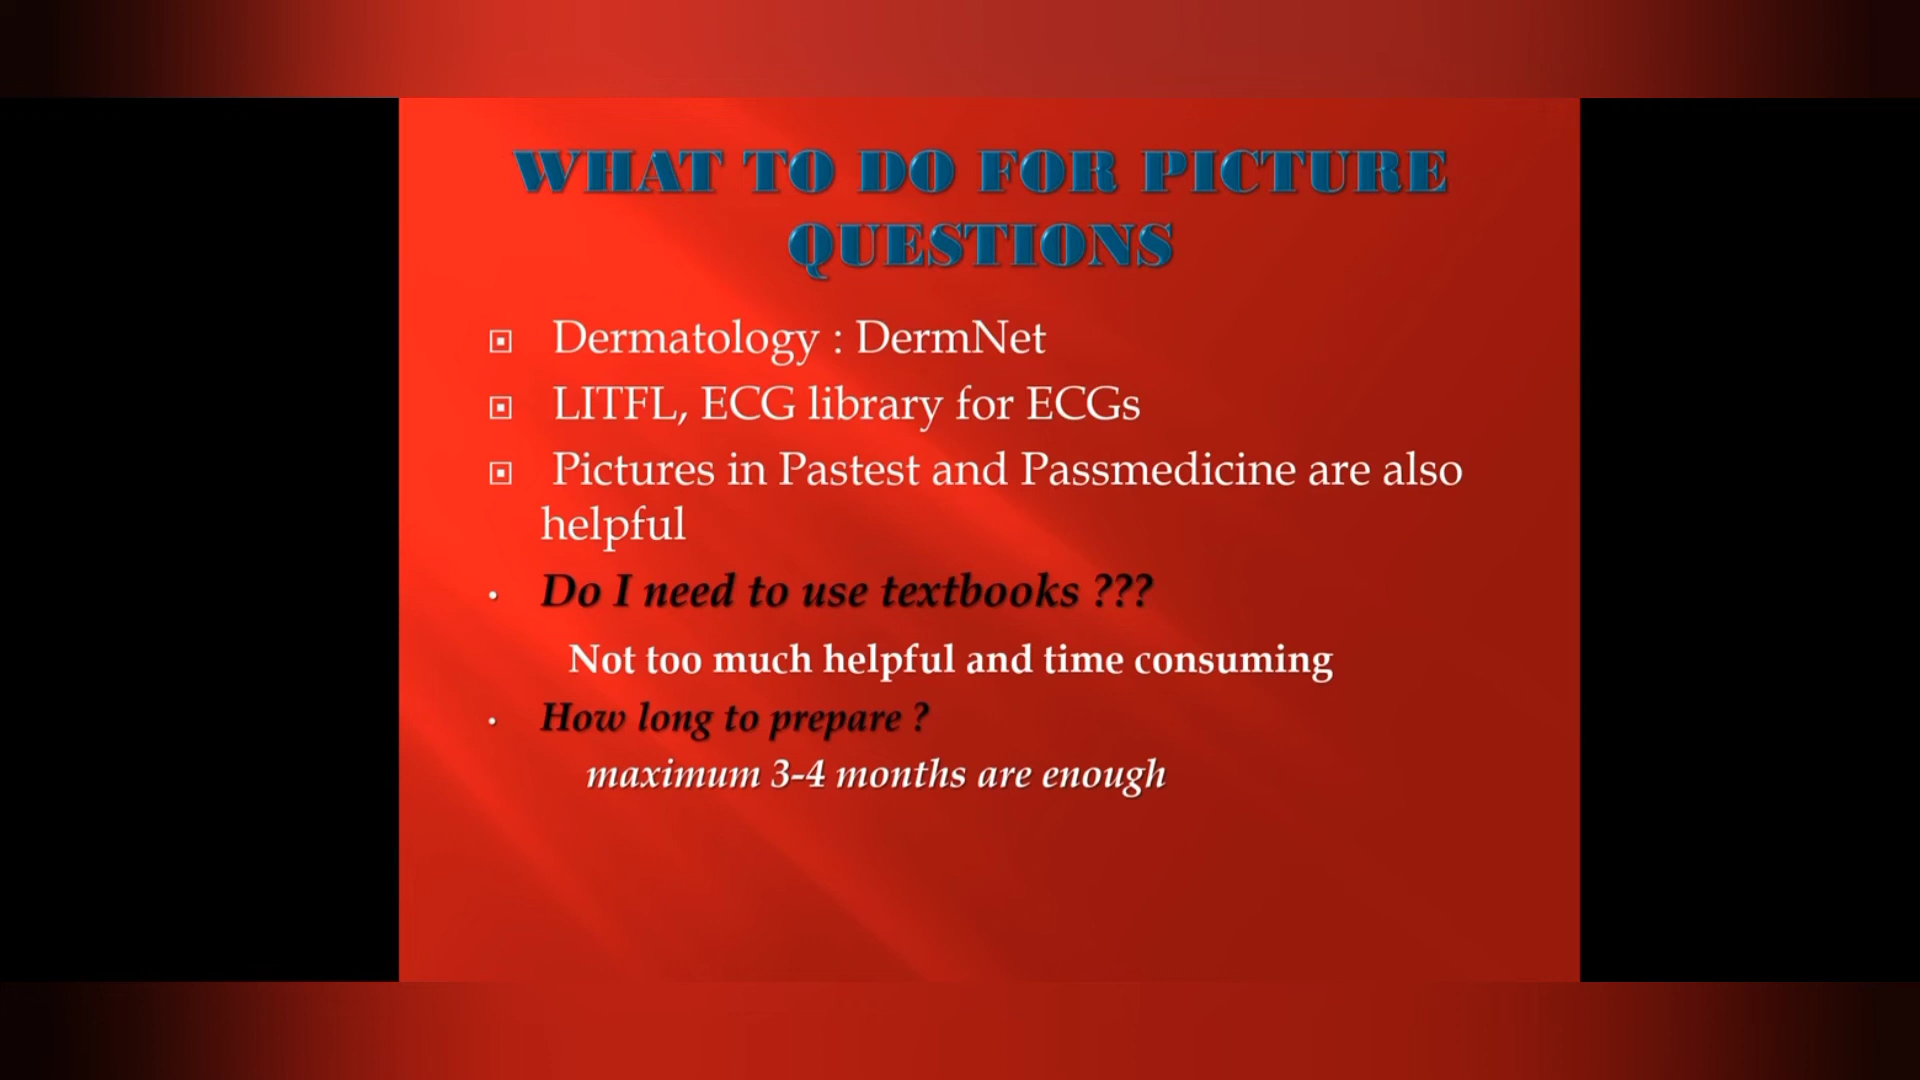 WHAT TO DO FOR PICTURE
QUESTIONS
Dermatology : DermNet
LITFL, ECG library for ECGs
Pictures in Pastest and Passmedicine are also
helpful
Do I need to use textbooks ???
Not too much helpful and time consuming
How long to prepare ?
maximum 3-4 months are enough